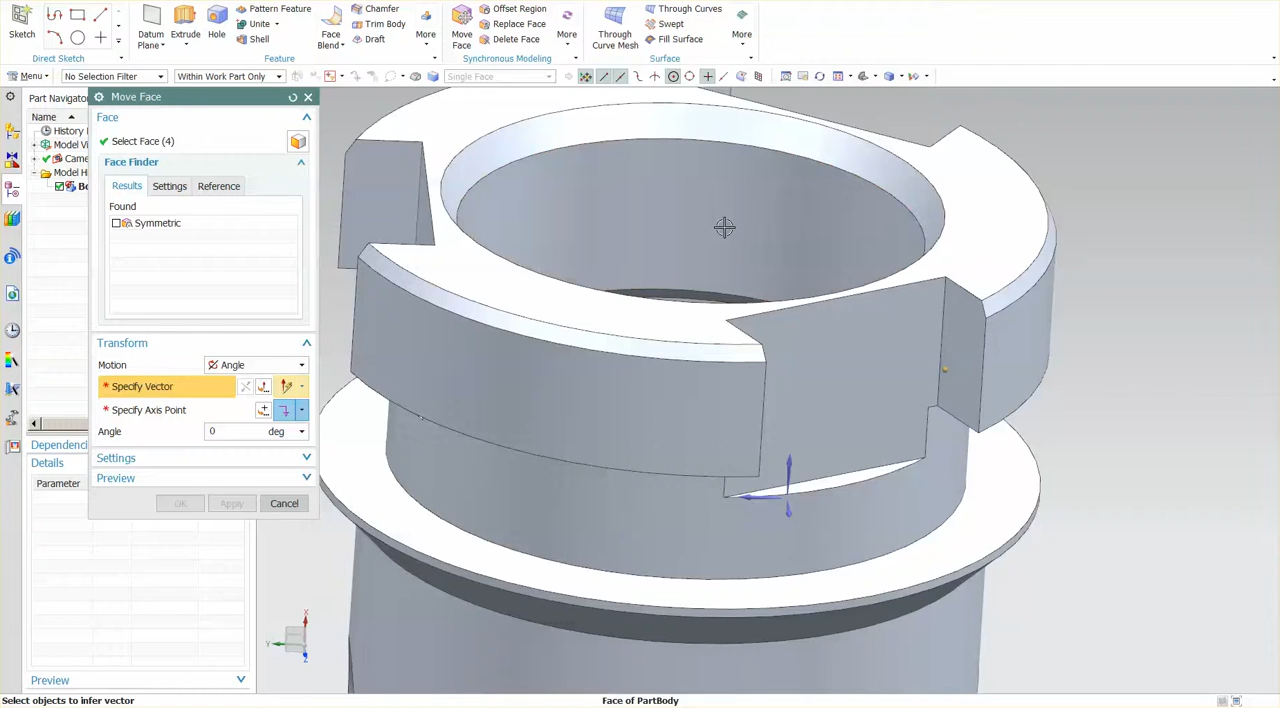 Sketch
Direct Sketch
Datum Plane
Extrude
Hole
Pattern Feature
Unite
Shell
Face Blend
Chamfer
Trim Body
Draft
More
Feature
Move Face
Offset Region
Replace Face
Delete Face
More
Synchronous Modeling
Through Curve Mesh
Through Curves
Swept
Fill Surface
More
Surface
Menu
No Selection Filter
Within Work Part Only
Single Face
Part Navigator
Name
History
Model Vi
Came
Model Hi
Bo
Dependenci
Details
Parameter
Preview
Move Face
Face
Select Face (4)
Face Finder
Results Settings Reference
Found
Symmetric
Transform
Motion Angle
* Specify Vector
* Specify Axis Point
Angle 0 deg
Settings
Preview
OK Apply Cancel
X
Y
Z
Select objects to infer vector
Face of PartBody